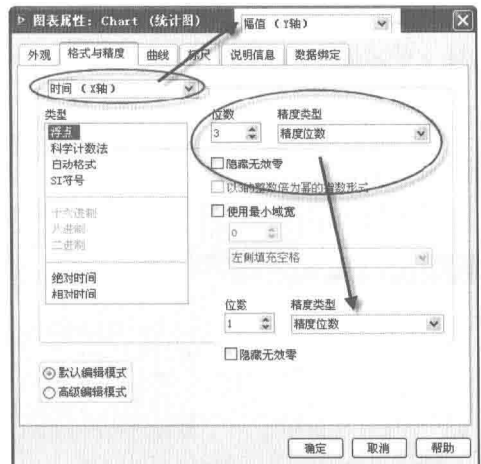 图表属性: Chart (统计图)
幅值 ( Y轴 )
外观 格式与精度 曲线 标尺 说明信息 数据绑定
时间 ( X轴 )
类型
浮点
科学计数法
自动格式
SI符号
十六进制
八进制
二进制
绝对时间
相对时间
位数 精度类型
3 精度位数
隐藏无效零
以3的整数倍为幂的指数形式
使用最小域宽
0
左侧填充空格
位数 精度类型
1 精度位数
隐藏无效零
默认编辑模式
高级编辑模式
确定 取消 帮助